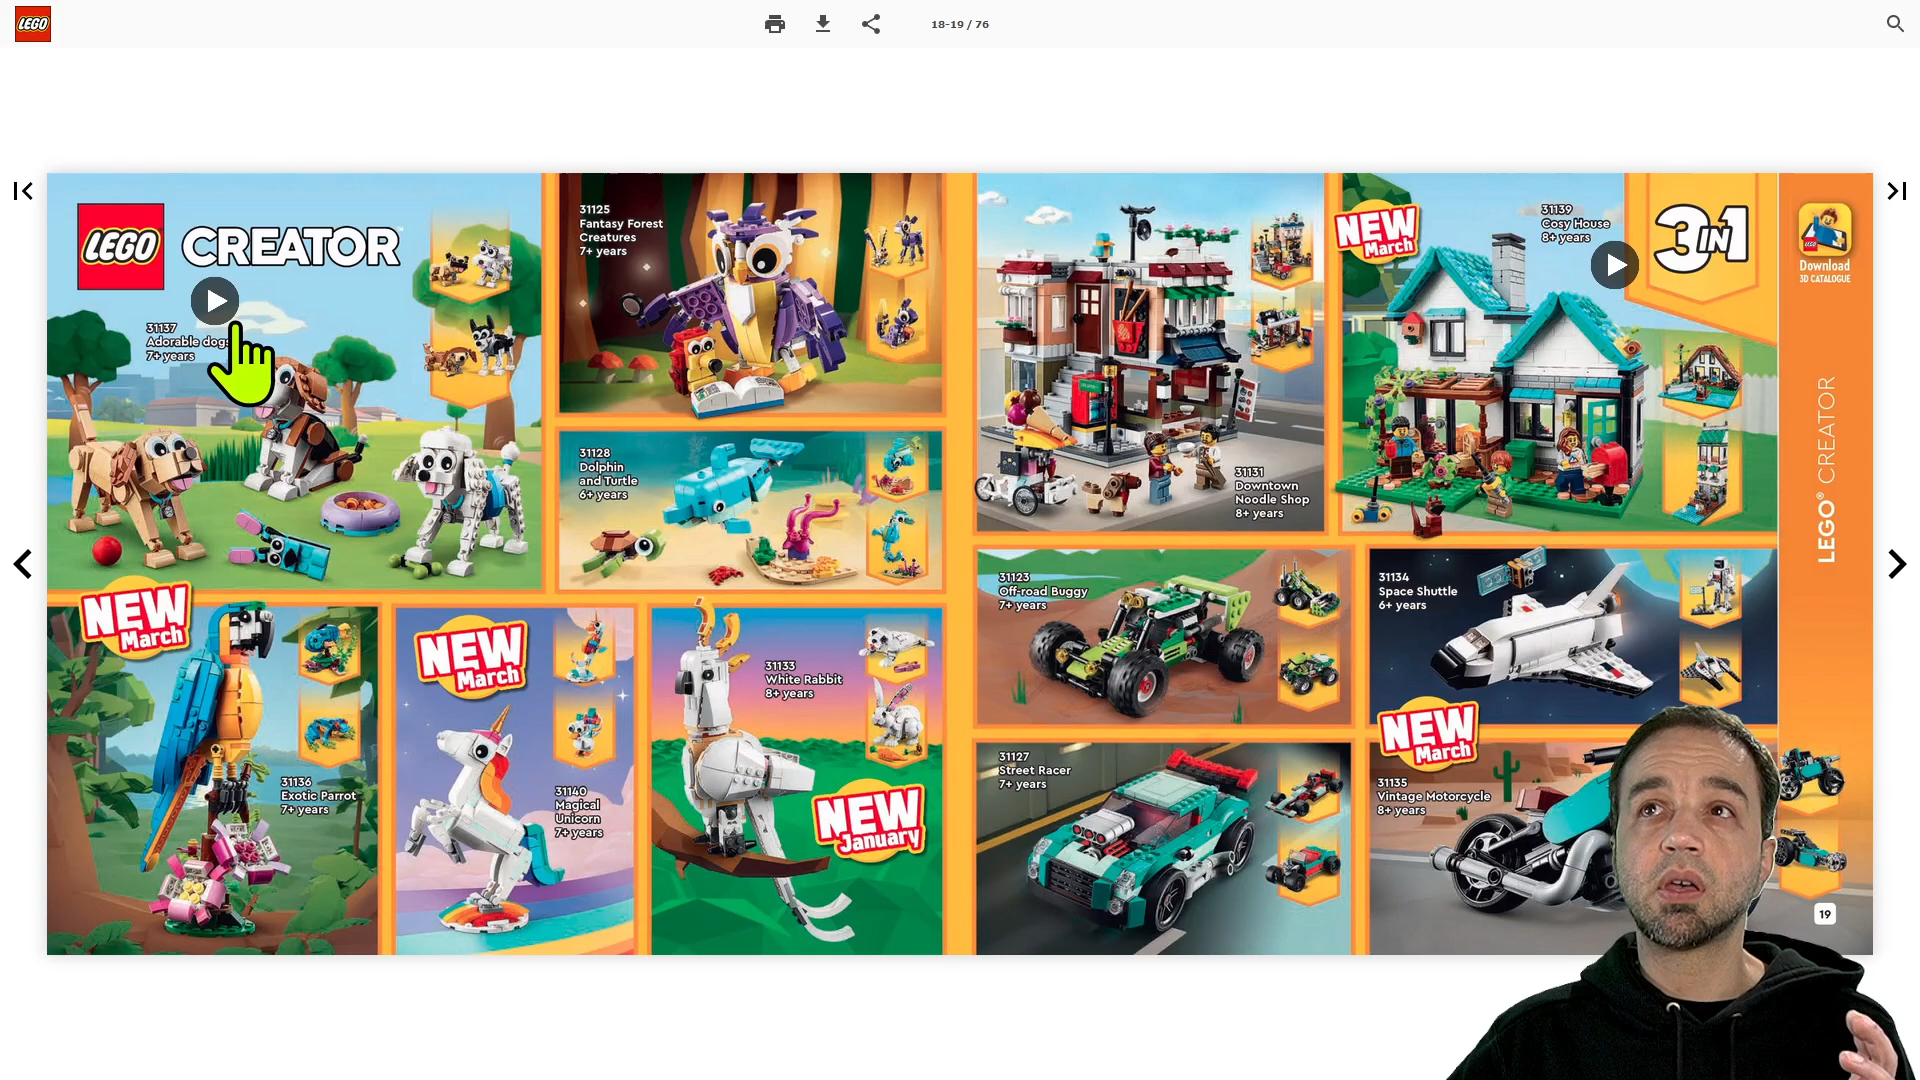 LEGO
18-19 / 76
LEGO CREATOR
31137
Adorable dogs
7+ years
31125
Fantasy Forest
Creatures
7+ years
31128
Dolphin
and Turtle
6+ years
NEW
March
31136
Exotic Parrot
7+ years
NEW
March
31140
Magical
Unicorn
7+ years
31133
White Rabbit
8+ years
NEW
January
31131
Downtown
Noodle Shop
8+ years
NEW
March
31139
Cosy House
8+ years
3IN1
Download
3D CATALOGUE
LEGO® CREATOR
31123
Off-road Buggy
7+ years
31134
Space Shuttle
6+ years
31127
Street Racer
7+ years
NEW
March
31135
Vintage Motorcycle
8+ years
19